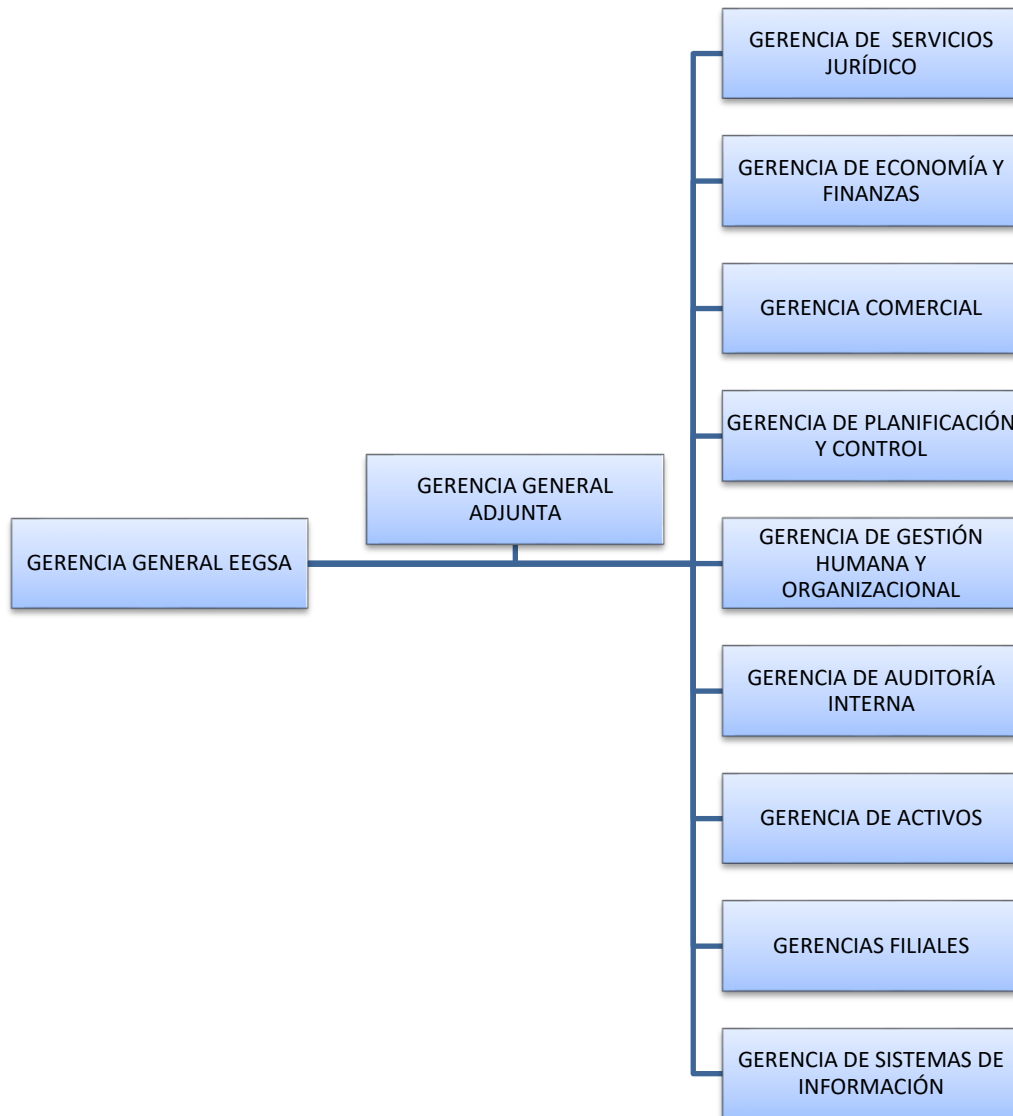 GERENCIA DE  SERVICIOS
JURÍDICO
GERENCIA DE ECONOMÍA Y
FINANZAS
GERENCIA COMERCIAL
GERENCIA DE PLANIFICACIÓN
Y CONTROL
GERENCIA GENERAL
ADJUNTA
GERENCIA GENERAL EEGSA
GERENCIA DE GESTIÓN
HUMANA Y
ORGANIZACIONAL
GERENCIA DE AUDITORÍA
INTERNA
GERENCIA DE ACTIVOS
GERENCIAS FILIALES
GERENCIA DE SISTEMAS DE
INFORMACIÓN